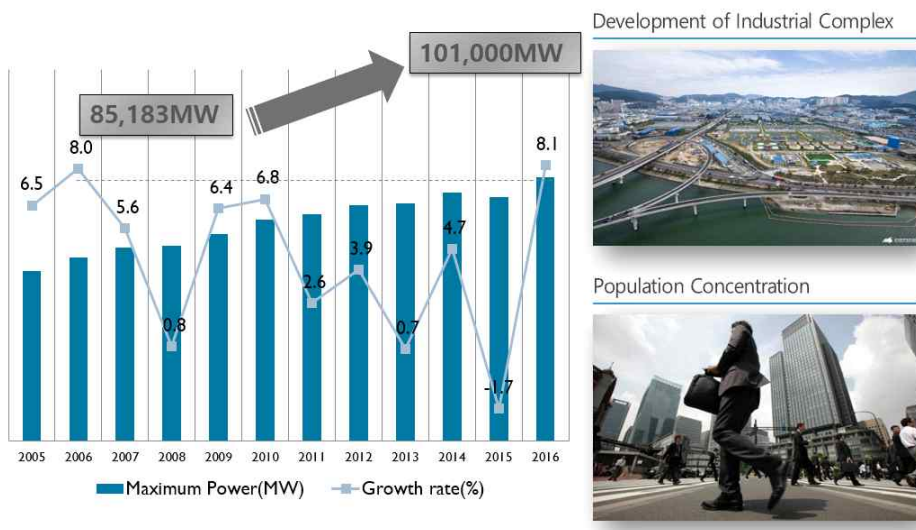 101,000MW
85,183MW
6.5
8.0
5.6
0.8
6.4
6.8
2.6
3.9
0.7
4.7
-1.7
8.1
2005 2006 2007 2008 2009 2010 2011 2012 2013 2014 2015 2016
Maximum Power(MW) Growth rate(%)
Development of Industrial Complex
Population Concentration